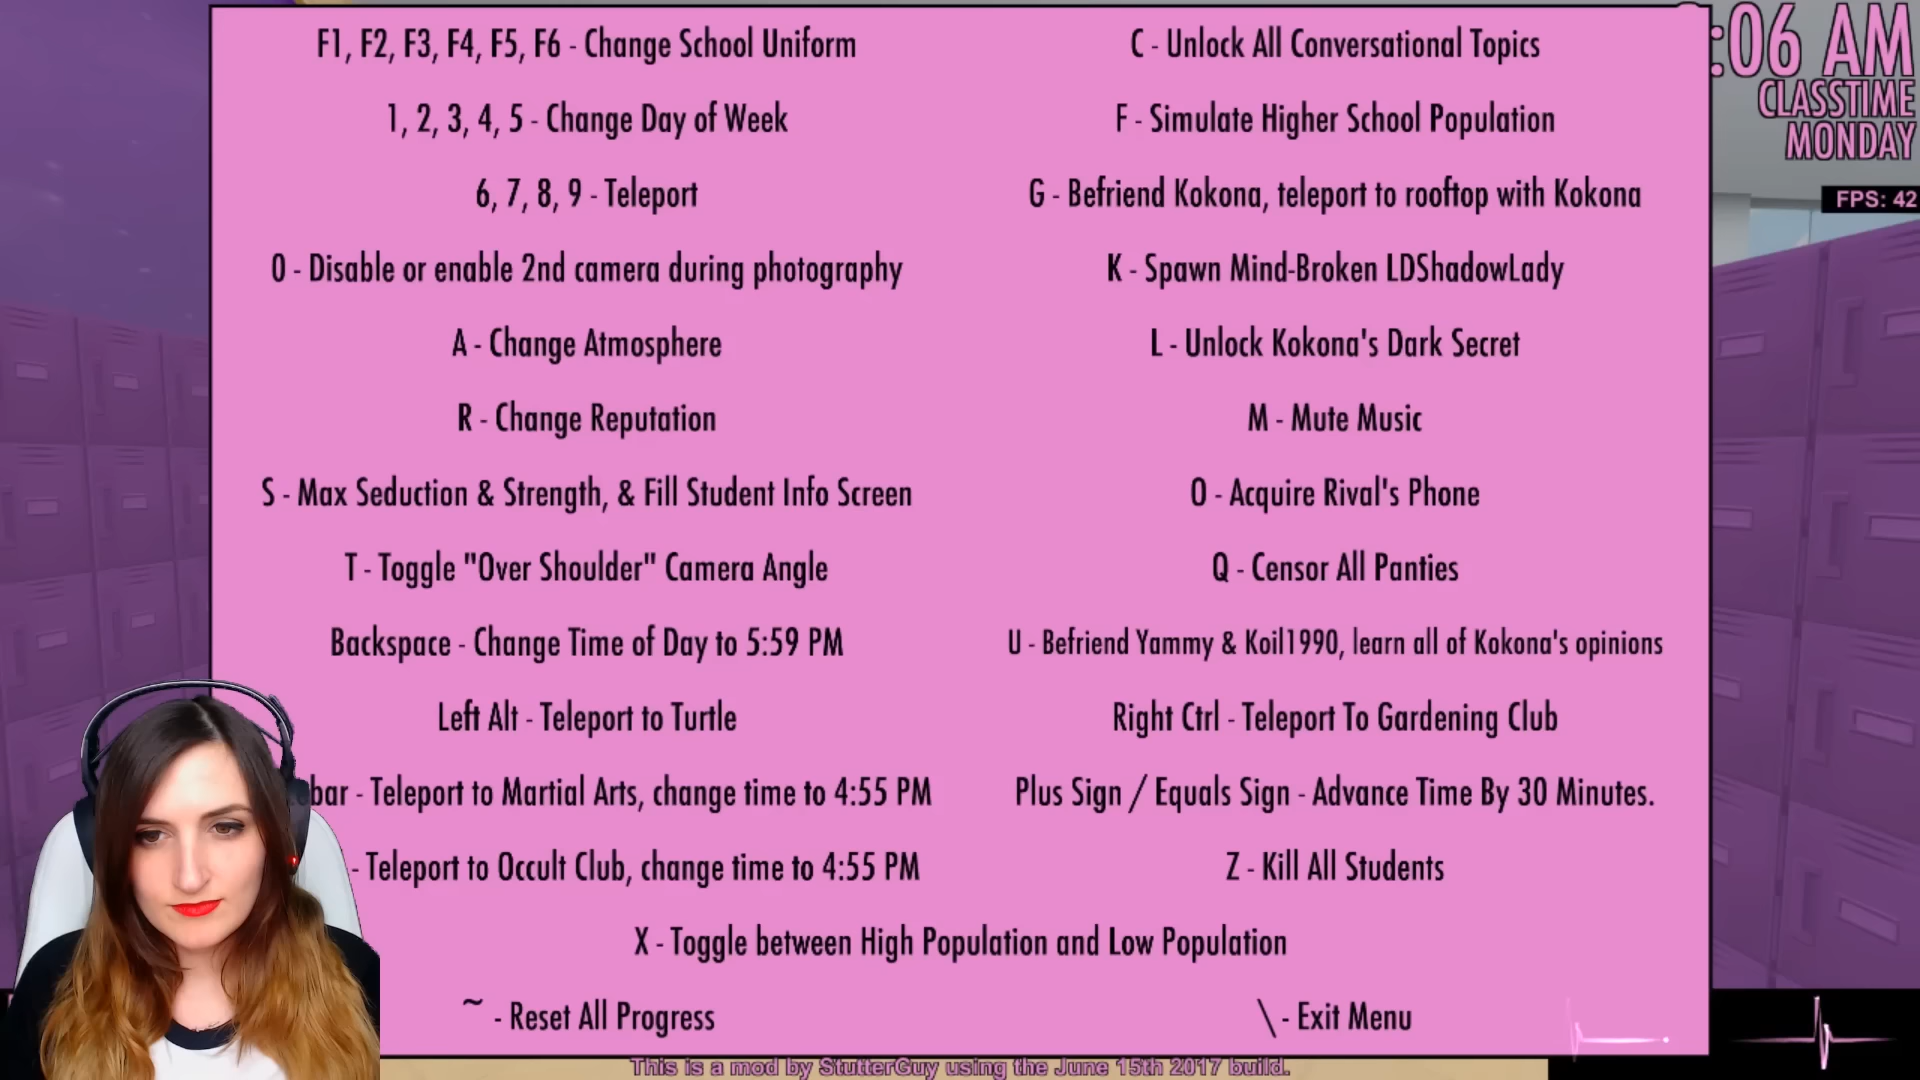 F1, F2, F3, F4, F5, F6 - Change School Uniform
1, 2, 3, 4, 5 - Change Day of Week
6, 7, 8, 9 - Teleport
0 - Disable or enable 2nd camera during photography
A - Change Atmosphere
R - Change Reputation
S - Max Seduction & Strength, & Fill Student Info Screen
T - Toggle "Over Shoulder" Camera Angle
Backspace - Change Time of Day to 5:59 PM
Left Alt - Teleport to Turtle
- Teleport to Martial Arts, change time to 4:55 PM
- Teleport to Occult Club, change time to 4:55 PM
C - Unlock All Conversational Topics
F - Simulate Higher School Population
G - Befriend Kokona, teleport to rooftop with Kokona
K - Spawn Mind-Broken LDShadowLady
L - Unlock Kokona's Dark Secret
M - Mute Music
O - Acquire Rival's Phone
Q - Censor All Panties
U - Befriend Yammy & Koil1990, learn all of Kokona's opinions
Right Ctrl - Teleport To Gardening Club
Plus Sign / Equals Sign - Advance Time By 30 Minutes.
Z - Kill All Students
X - Toggle between High Population and Low Population
~ - Reset All Progress
\ - Exit Menu
:06 AM
CLASSTIME
MONDAY
FPS: 42
This is a mod by StutterGuy using the June 15th 2017 build.